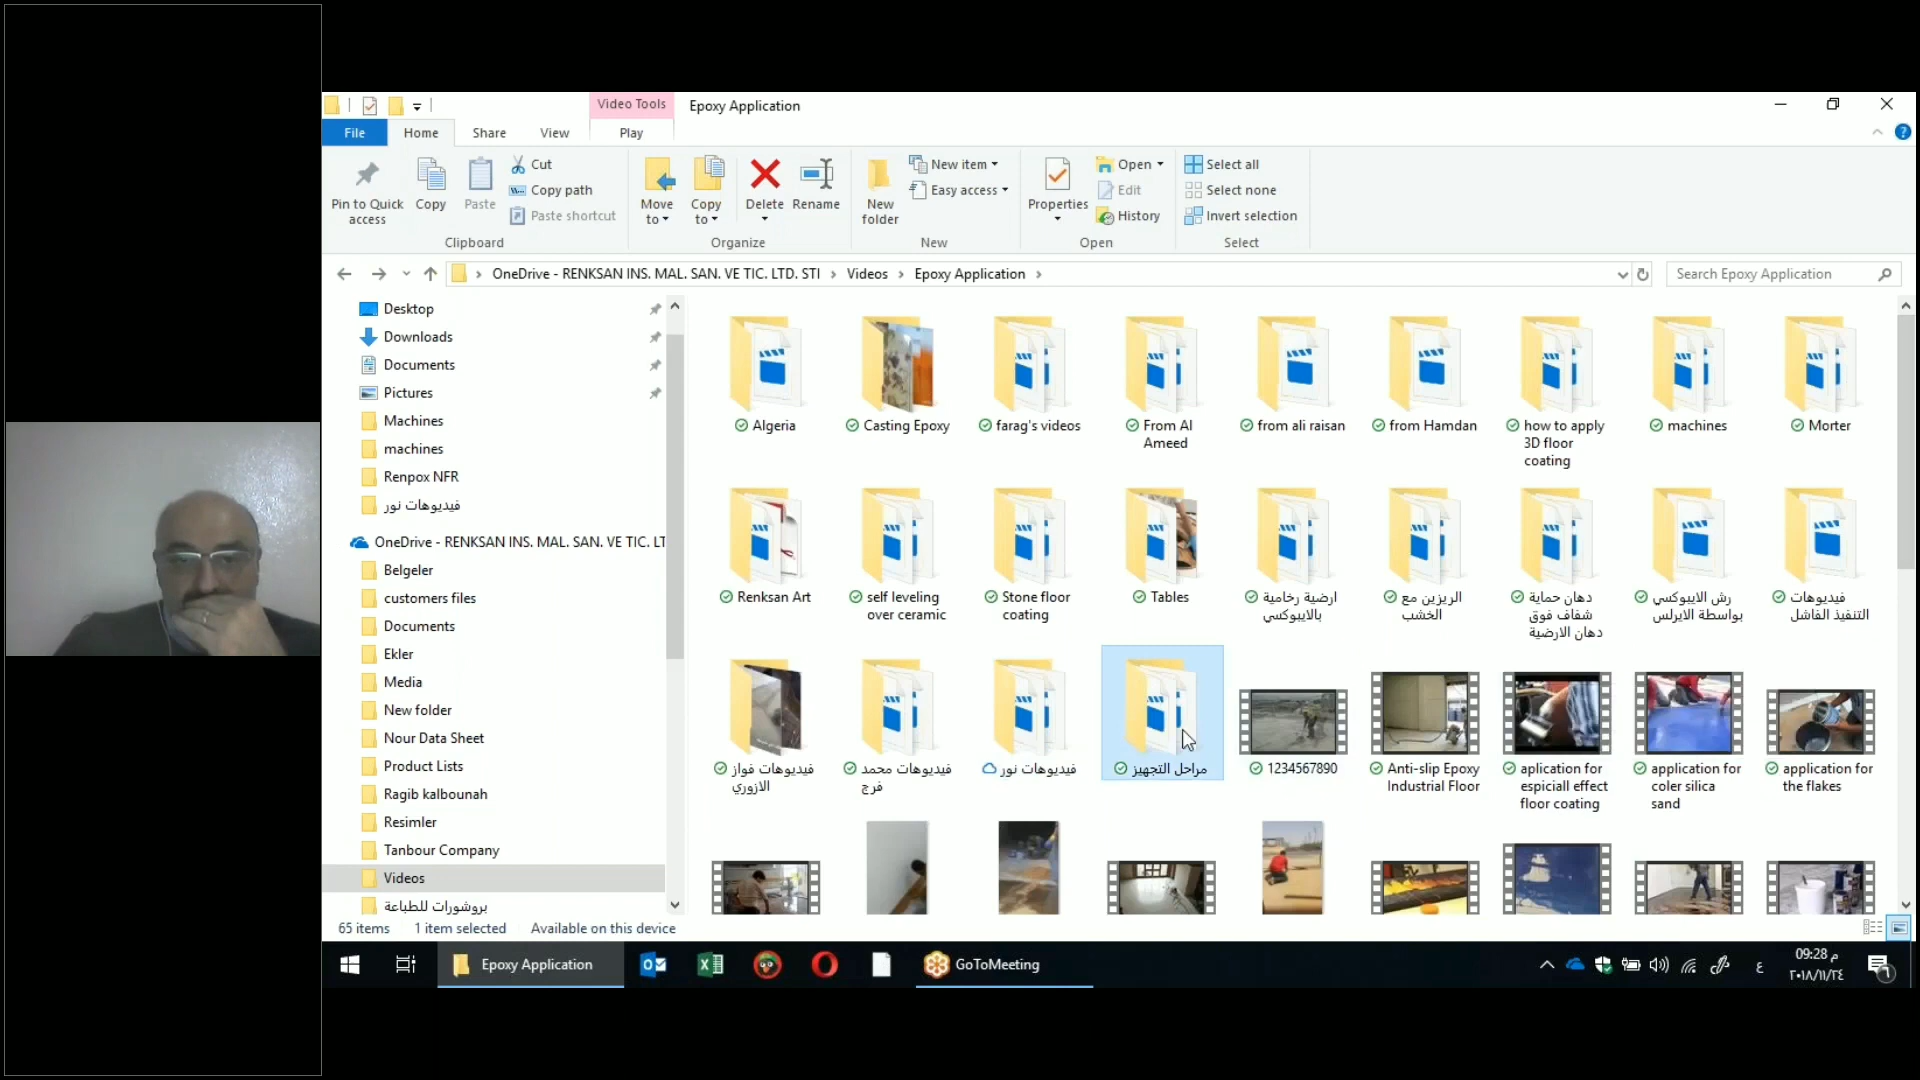 Video Tools
Epoxy Application
File
Home
Share
View
Play
Pin to Quick
access
Copy
Paste
Cut
Copy path
Paste shortcut
Clipboard
Move
to
Copy
to
Delete
Rename
Organize
New
folder
New item
Easy access
New
Properties
Open
Edit
History
Open
Select all
Select none
Invert selection
Select
OneDrive - RENKSAN INS. MAL. SAN. VE TIC. LTD. STI
Videos
Epoxy Application
Search Epoxy Application
Desktop
Downloads
Documents
Pictures
Machines
machines
Renpox NFR
فيديوهات نور
OneDrive - RENKSAN INS. MAL. SAN. VE TIC. LT
Belgeler
customers files
Documents
Ekler
Media
New folder
Nour Data Sheet
Product Lists
Ragib kalbounah
Resimler
Tanbour Company
Videos
بروشورات للطباعة
Algeria
Casting Epoxy
farag's videos
From Al
Ameed
from ali raisan
from Hamdan
how to apply
3D floor
coating
machines
Morter
Renksan Art
self leveling
over ceramic
Stone floor
coating
Tables
ارضية رخامية
بالايبوكسي
الريزين مع
الخشب
دهان حماية
شفاف فوق
دهان الارضية
رش الايبوكسي
بواسطة الايرلس
فيديوهات
التنفيذ الفاشل
فيديوهات فواز
الازوري
فيديوهات محمد
فرج
فيديوهات نور
مراحل التجهيز
1234567890
Anti-slip Epoxy
Industrial Floor
aplication for
espiciall effect
floor coating
application for
coler silica
sand
application for
the flakes
65 items
1 item selected
Available on this device
Epoxy Application
GoToMeeting
ع
09:28 م
٢٠١٨/١١/٢٤
٦